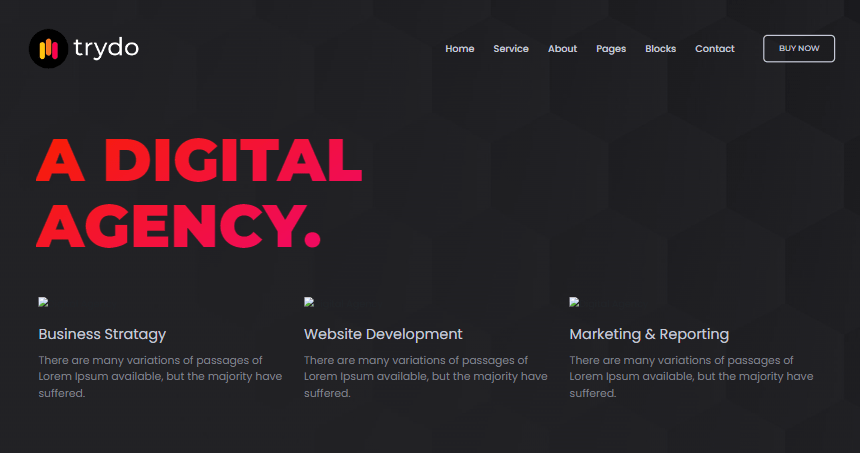 trydo
Home Service About Pages Blocks Contact BUY NOW
A DIGITAL
AGENCY.
Business Stratagy Website Development Marketing & Reporting
There are many variations of passages of There are many variations of passages of There are many variations of passages of
Lorem Ipsum available, but the majority have Lorem Ipsum available, but the majority have Lorem Ipsum available, but the majority have
suffered. suffered. suffered.